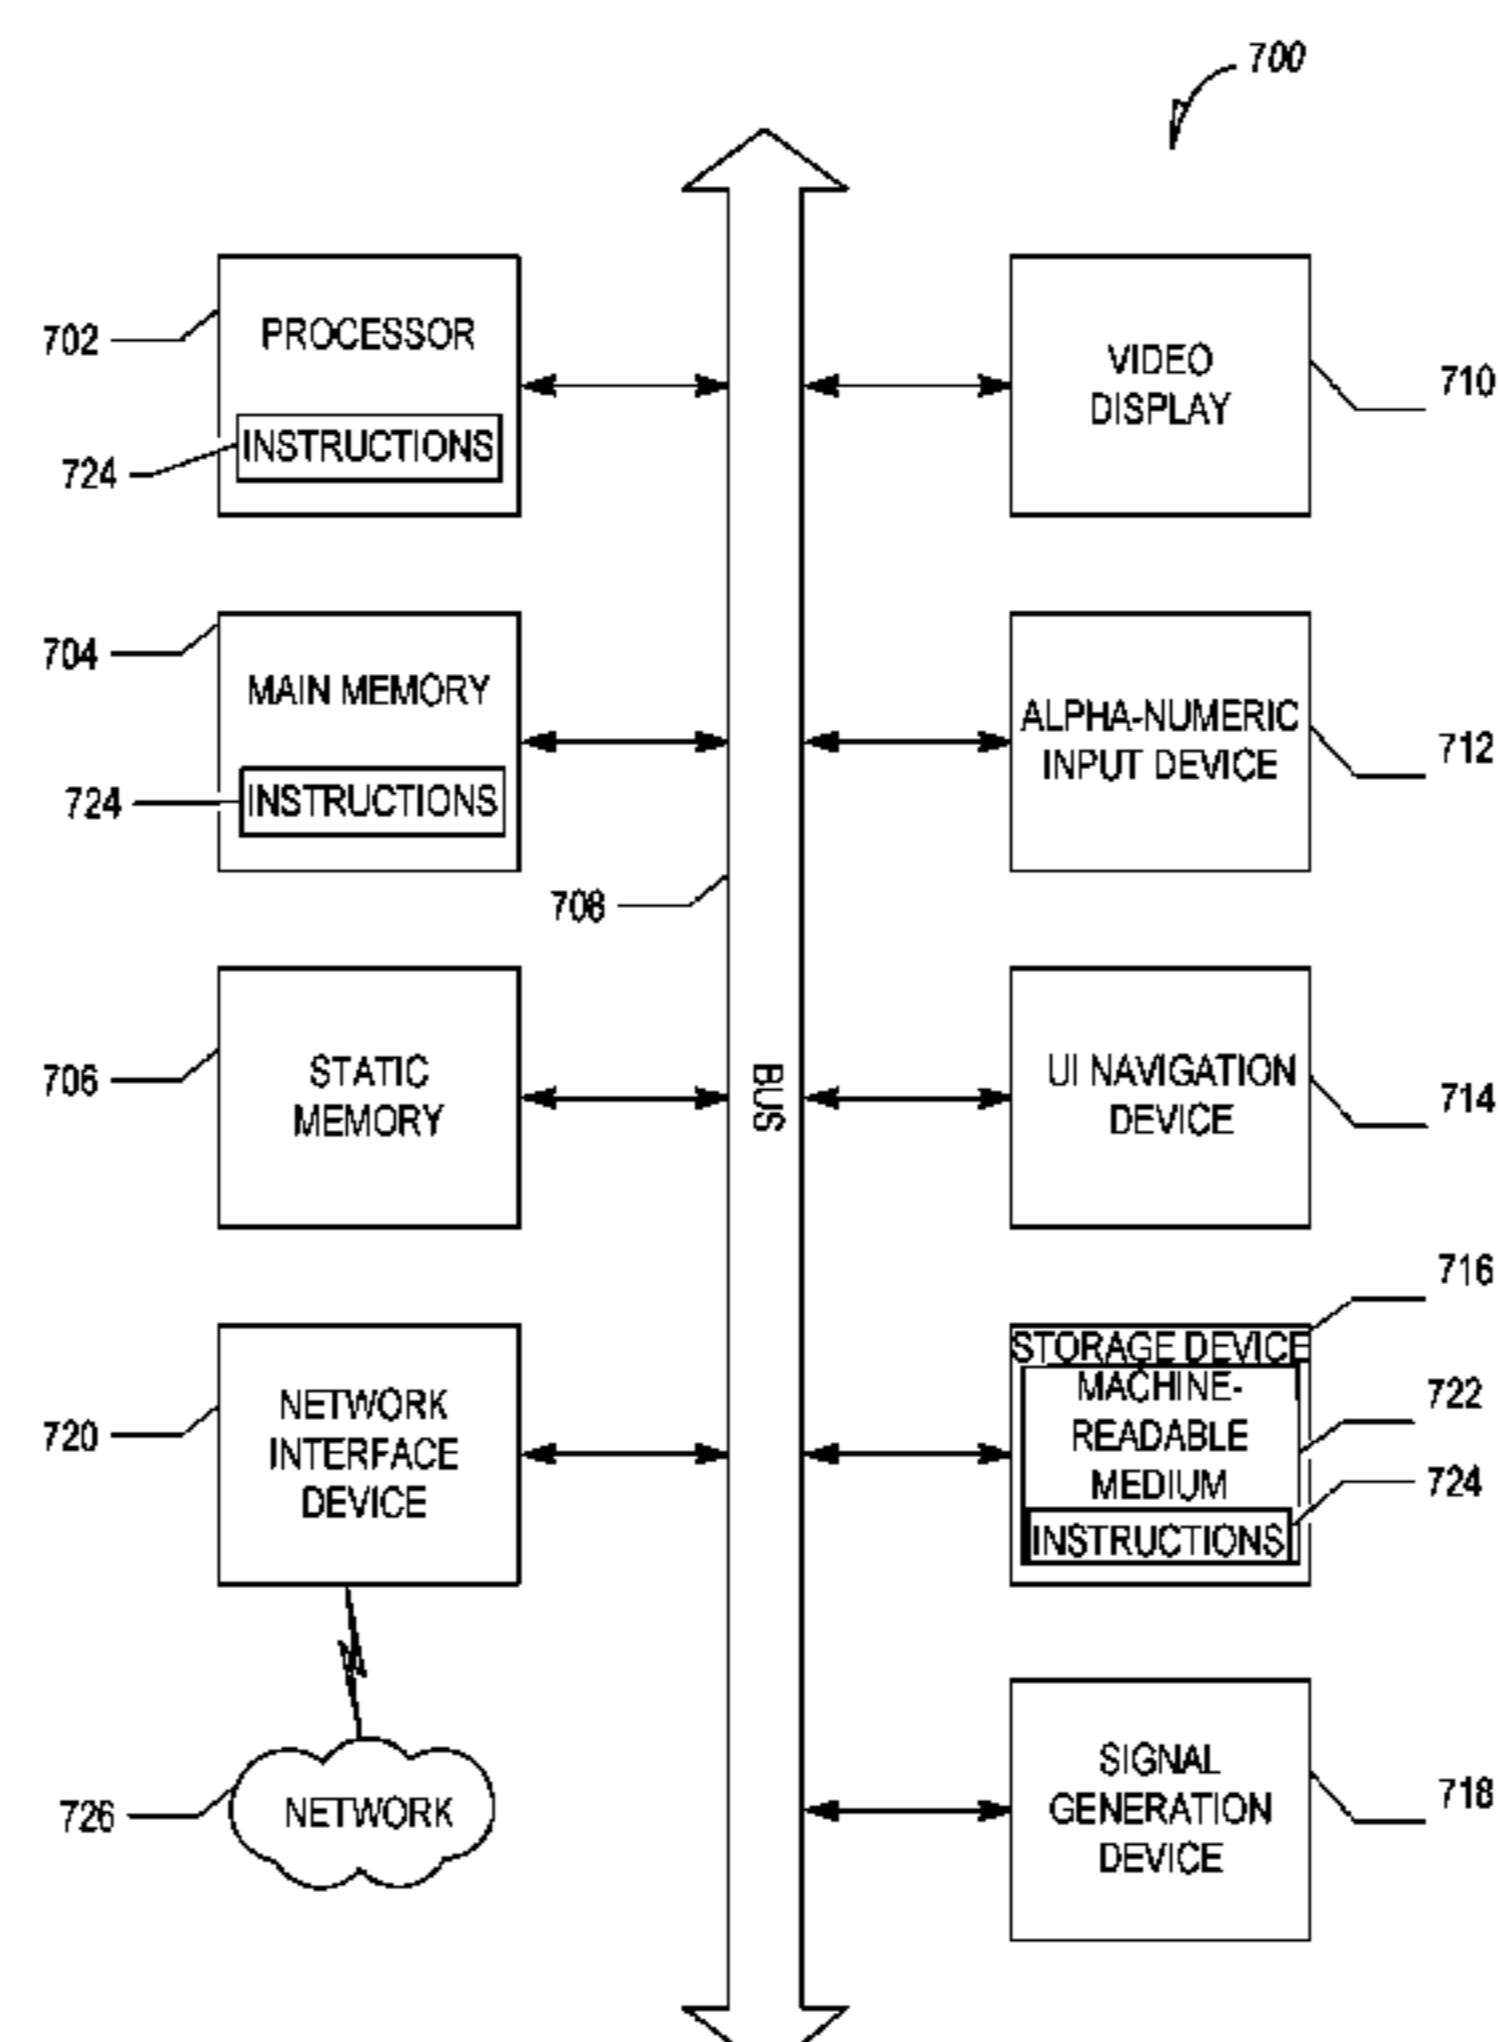 700
702
PROCESSOR
724
INSTRUCTIONS
VIDEO
DISPLAY
710
704
MAIN MEMORY
724
INSTRUCTIONS
ALPHA-NUMERIC
INPUT DEVICE
712
708
706
STATIC
MEMORY
BUS
UI NAVIGATION
DEVICE
714
720
NETWORK
INTERFACE
DEVICE
716
STORAGE DEVICE
MACHINE-
READABLE
MEDIUM
722
INSTRUCTIONS
724
726
NETWORK
SIGNAL
GENERATION
DEVICE
718